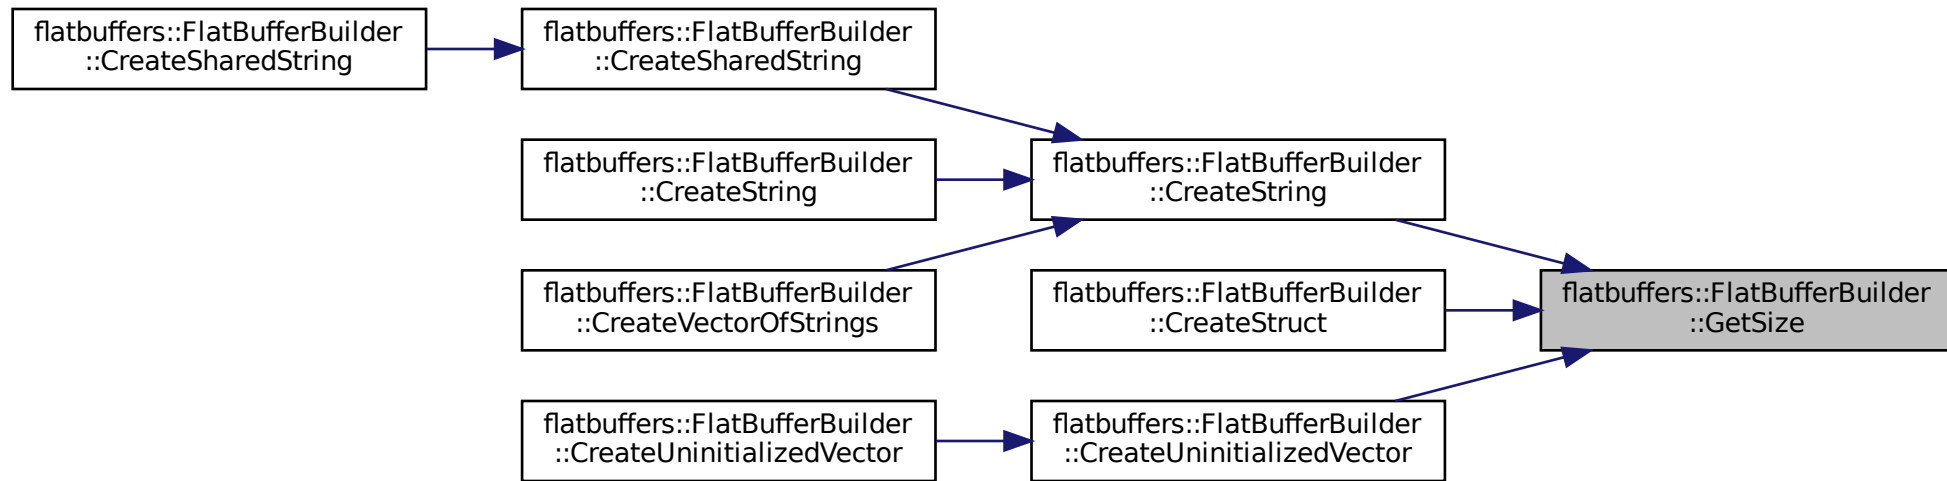 flatbuffers::FlatBufferBuilder
::CreateSharedString
flatbuffers::FlatBufferBuilder
::CreateSharedString
flatbuffers::FlatBufferBuilder
::CreateString
flatbuffers::FlatBufferBuilder
::CreateString
flatbuffers::FlatBufferBuilder
::CreateVectorOfStrings
flatbuffers::FlatBufferBuilder
::CreateStruct
flatbuffers::FlatBufferBuilder
::GetSize
flatbuffers::FlatBufferBuilder
::CreateUninitializedVector
flatbuffers::FlatBufferBuilder
::CreateUninitializedVector